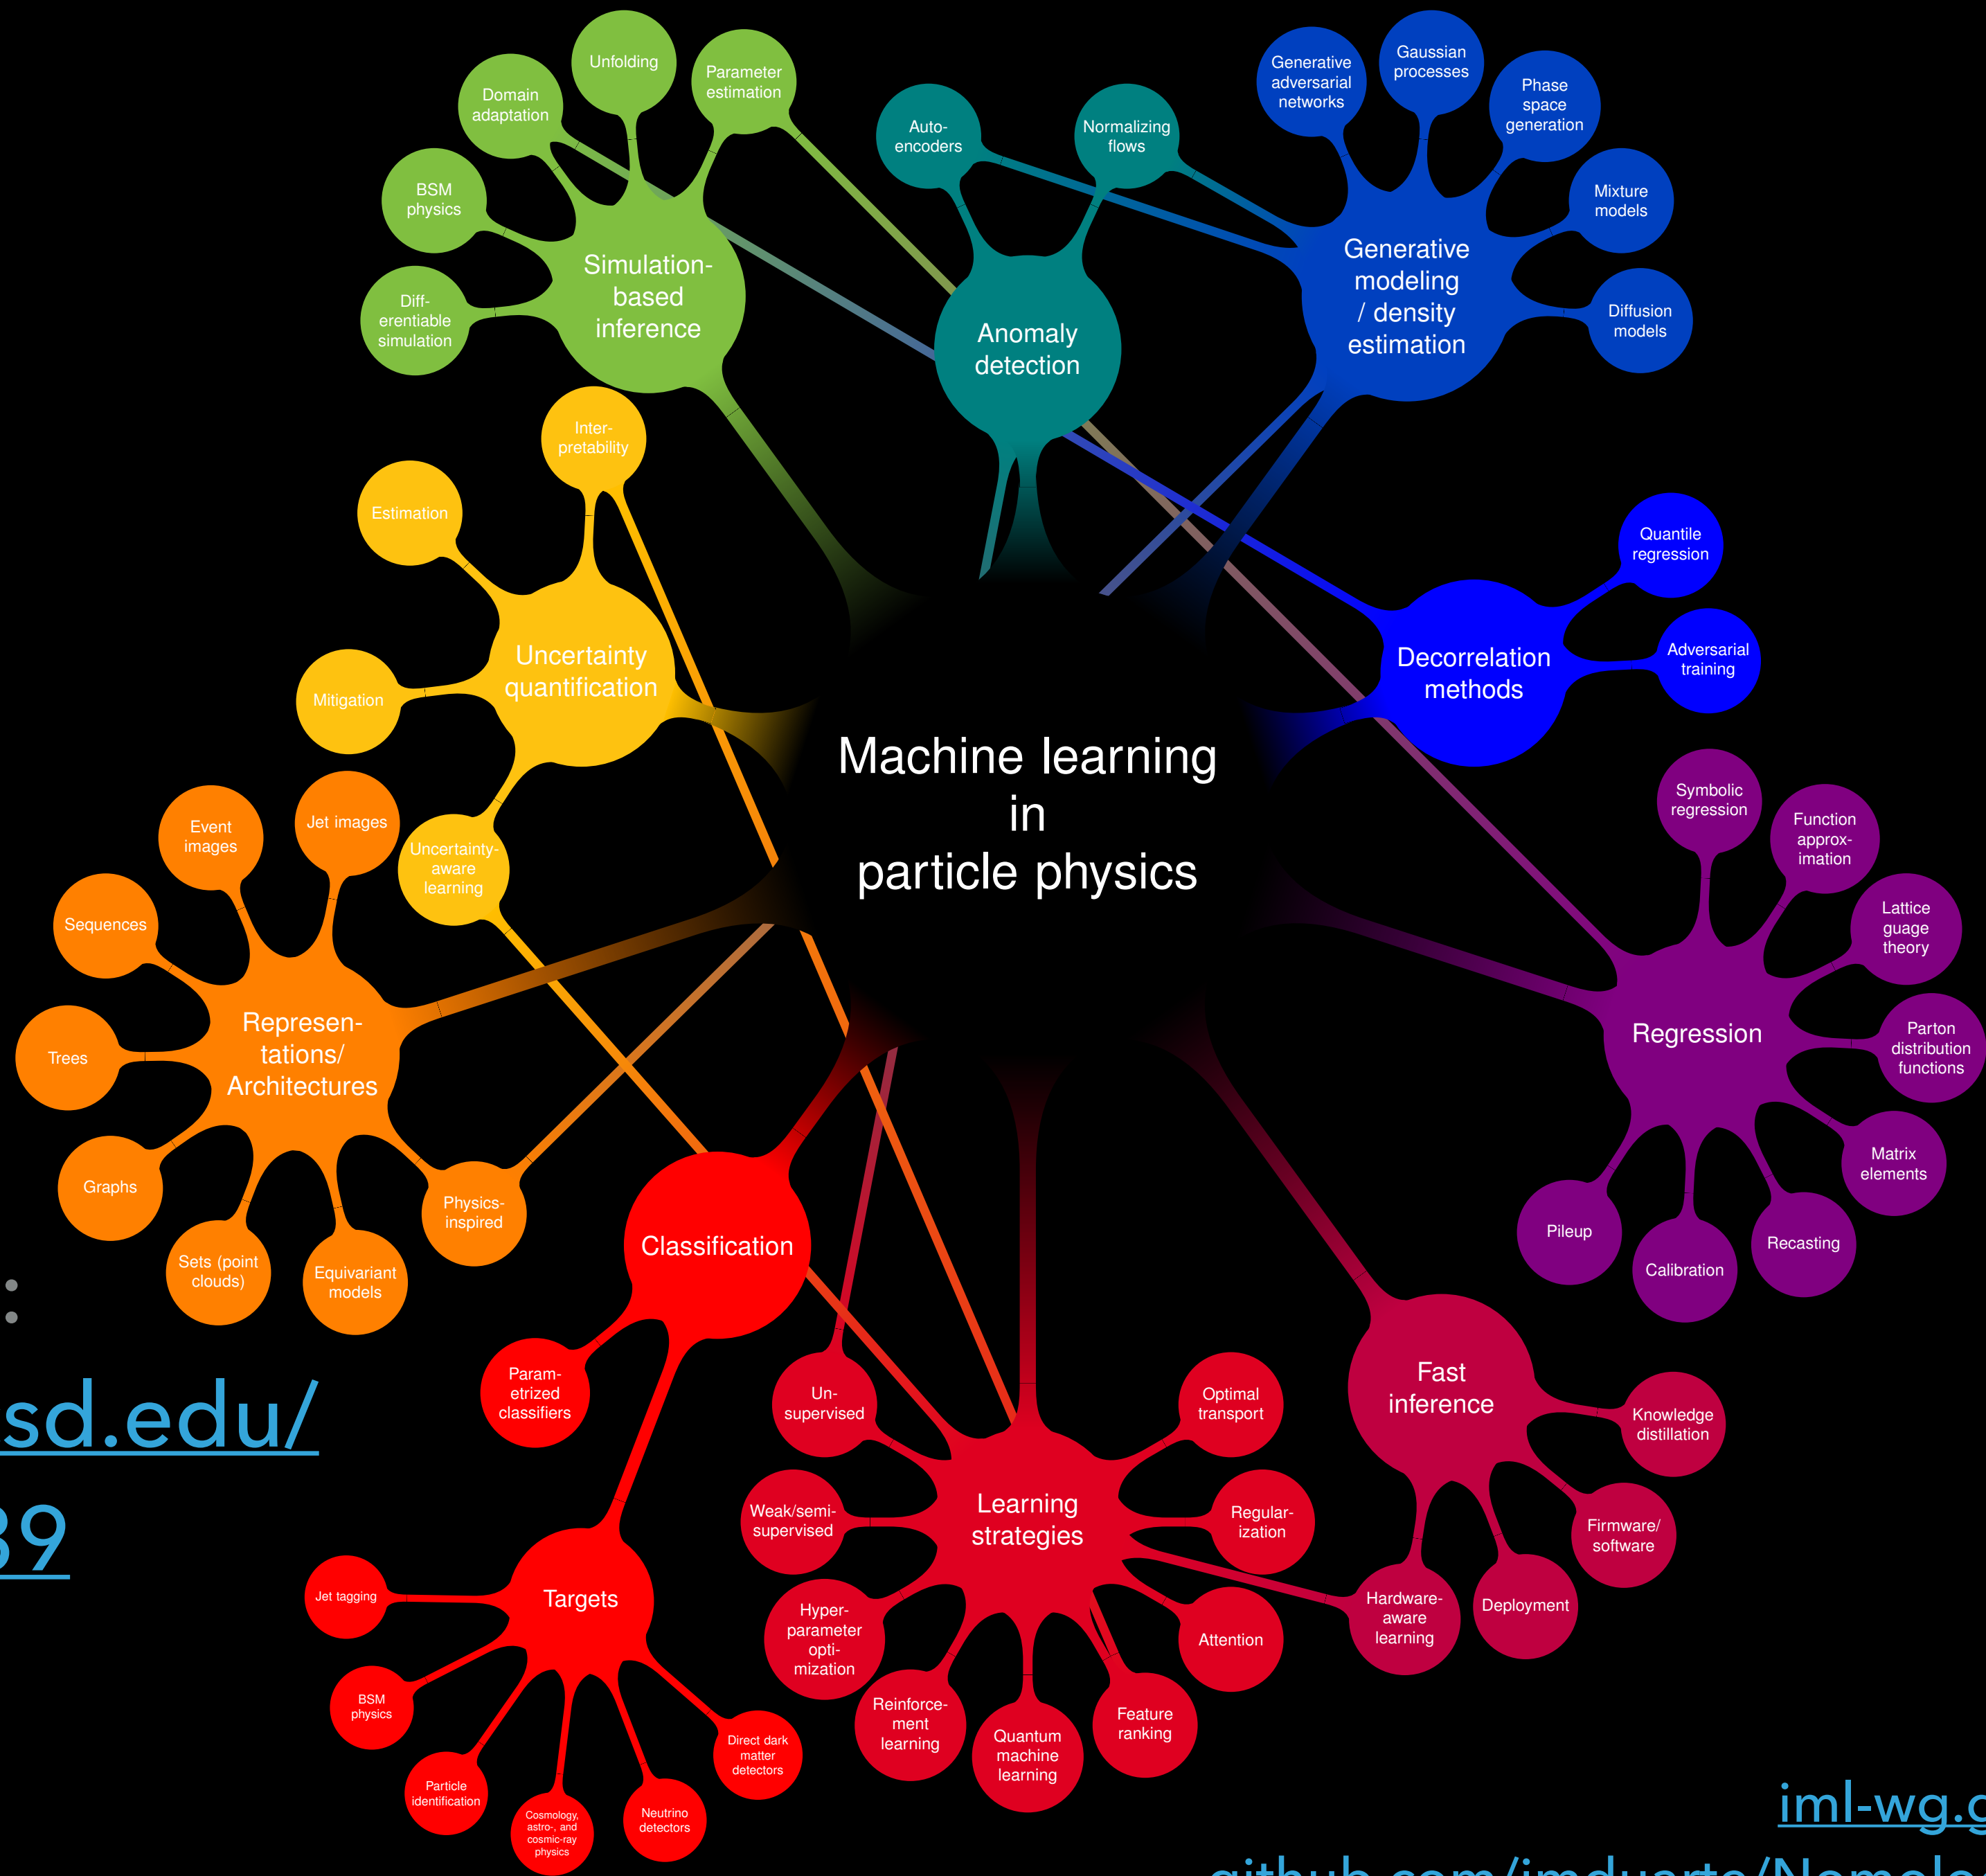 Unfolding
Parameter
estimation
Domain
adaptation
BSM
physics
Diff-
erentiable
simulation
Simulation-
based
inference
Auto-
encoders
Normalizing
flows
Anomaly
detection
Generative
adversarial
networks
Gaussian
processes
Phase
space
generation
Mixture
models
Diffusion
models
Generative
modeling
/ density
estimation
Inter-
pretability
Estimation
Mitigation
Uncertainty
quantification
Uncertainty-
aware
learning
Quantile
regression
Adversarial
training
Decorrelation
methods
Machine learning
in
particle physics
Jet images
Event
images
Sequences
Trees
Graphs
Sets (point
clouds)
Equivariant
models
Physics-
inspired
Represen-
tations/
Architectures
Symbolic
regression
Function
approx-
imation
Lattice
guage
theory
Parton
distribution
functions
Matrix
elements
Recasting
Calibration
Pileup
Regression
Classification
Param-
etrized
classifiers
Targets
Jet tagging
BSM
physics
Particle
identification
Cosmology,
astro-, and
cosmic-ray
physics
Neutrino
detectors
Direct dark
matter
detectors
Un-
supervised
Weak/semi-
supervised
Hyper-
parameter
opti-
mization
Reinforce-
ment
learning
Quantum
machine
learning
Feature
ranking
Attention
Regular-
ization
Optimal
transport
Learning
strategies
Fast
inference
Knowledge
distillation
Firmware/
software
Deployment
Hardware-
aware
learning
:
sd.edu/
39
iml-wg.g
github.com/jmduarte/Nomolo